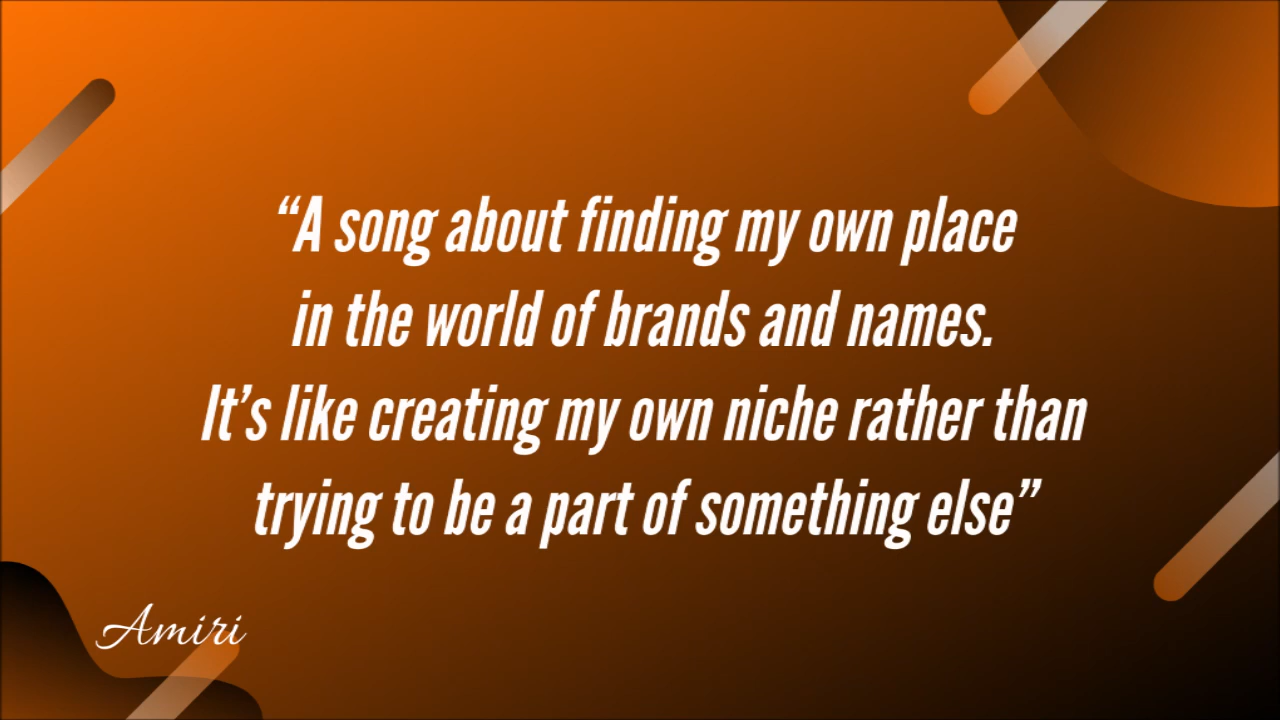 “A song about finding my own place
in the world of brands and names.
It’s like creating my own niche rather than
trying to be a part of something else”
Amiri